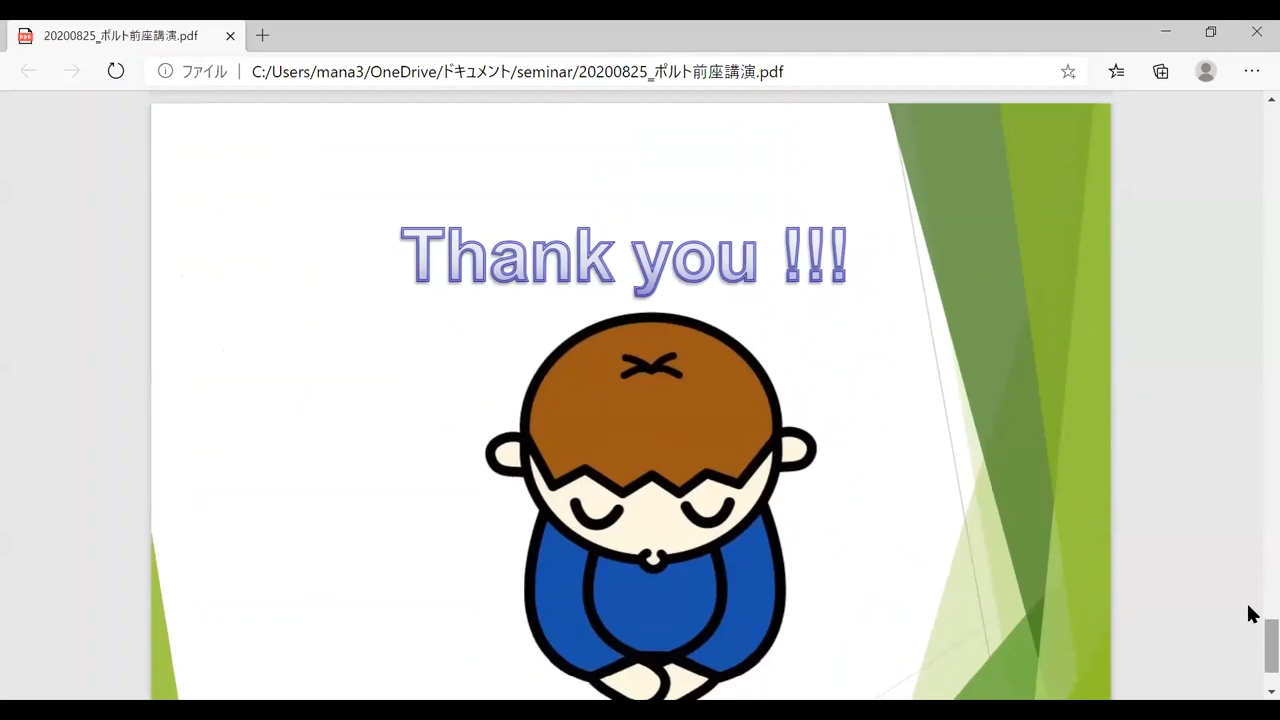 20200825_ポルト前座講演.pdf
ファイル
C:/Users/mana3/OneDrive/ドキュメント/seminar/20200825_ポルト前座講演.pdf
Thank you !!!